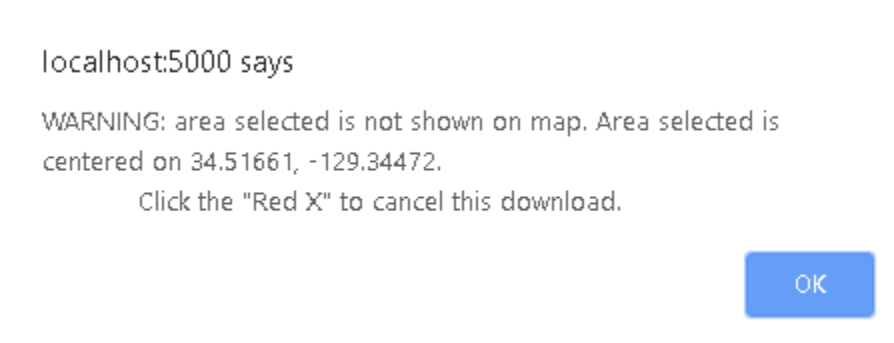 localhost:5000 says
WARNING: area selected is not shown on map. Area selected is
centered on 34.51661, -129.34472.
Click the "Red X" to cancel this download.
OK